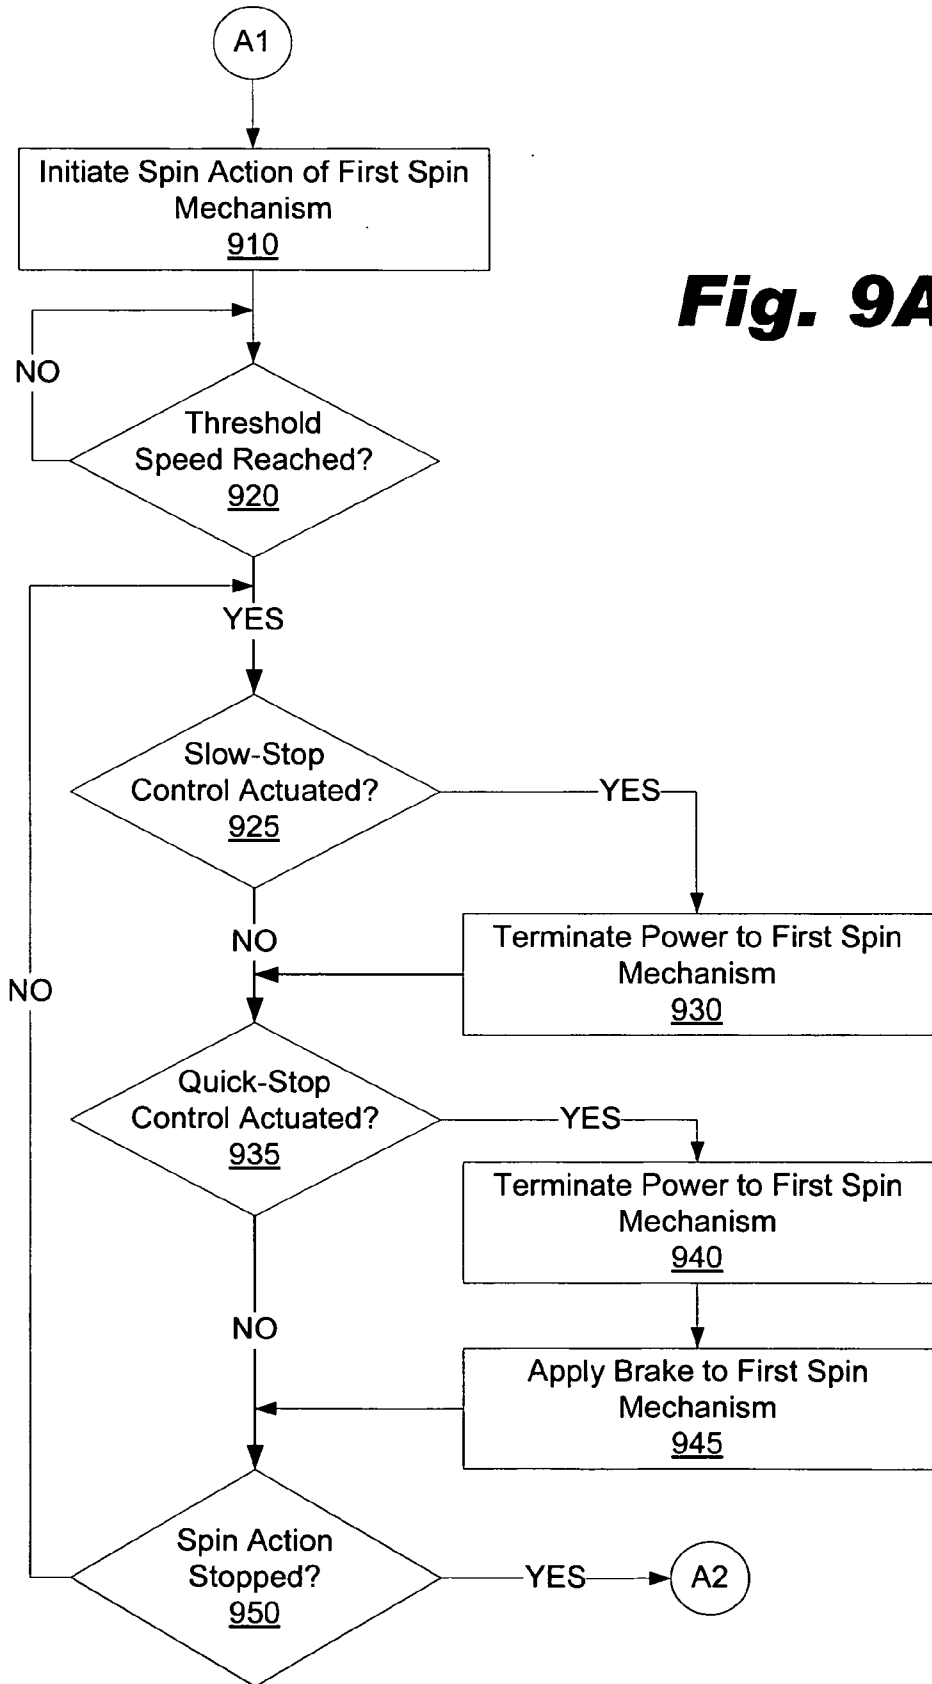 A1
Initiate Spin Action of First Spin
Mechanism
910
Fig. 9A
NO
Threshold
Speed Reached?
920
YES
Slow-Stop
Control Actuated?
925
YES
NO
Terminate Power to First Spin
Mechanism
930
NO
Quick-Stop
Control Actuated?
935
YES
Terminate Power to First Spin
Mechanism
940
NO
Apply Brake to First Spin
Mechanism
945
Spin Action
Stopped?
950
YES
A2